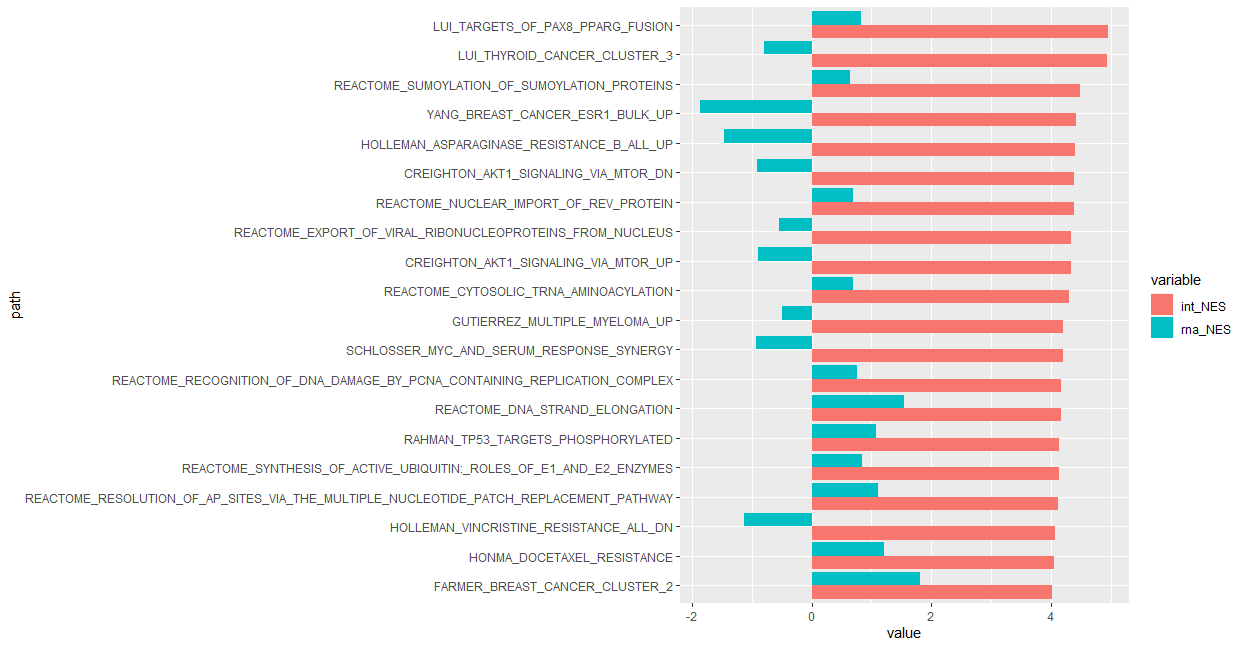 LUI_TARGETS_OF_PAX8_PPARG_FUSION
LUI_THYROID_CANCER_CLUSTER_3
REACTOME_SUMOYLATION_OF_SUMOYLATION_PROTEINS
YANG_BREAST_CANCER_ESR1_BULK_UP
HOLLEMAN_ASPARAGINASE_RESISTANCE_B_ALL_UP
CREIGHTON_AKT1_SIGNALING_VIA_MTOR_DN
REACTOME_NUCLEAR_IMPORT_OF_REV_PROTEIN
REACTOME_EXPORT_OF_VIRAL_RIBONUCLEOPROTEINS_FROM_NUCLEUS
CREIGHTON_AKT1_SIGNALING_VIA_MTOR_UP
REACTOME_CYTOSOLIC_TRNA_AMINOACYLATION
GUTIERREZ_MULTIPLE_MYELOMA_UP
SCHLOSSER_MYC_AND_SERUM_RESPONSE_SYNERGY
REACTOME_RECOGNITION_OF_DNA_DAMAGE_BY_PCNA_CONTAINING_REPLICATION_COMPLEX
REACTOME_DNA_STRAND_ELONGATION
RAHMAN_TP53_TARGETS_PHOSPHORYLATED
REACTOME_SYNTHESIS_OF_ACTIVE_UBIQUITIN:_ROLES_OF_E1_AND_E2_ENZYMES
REACTOME_RESOLUTION_OF_AP_SITES_VIA_THE_MULTIPLE_NUCLEOTIDE_PATCH_REPLACEMENT_PATHWAY
HOLLEMAN_VINCRISTINE_RESISTANCE_ALL_DN
HONMA_DOCETAXEL_RESISTANCE
FARMER_BREAST_CANCER_CLUSTER_2
path
-2 0 2 4
value
variable
int_NES
rna_NES